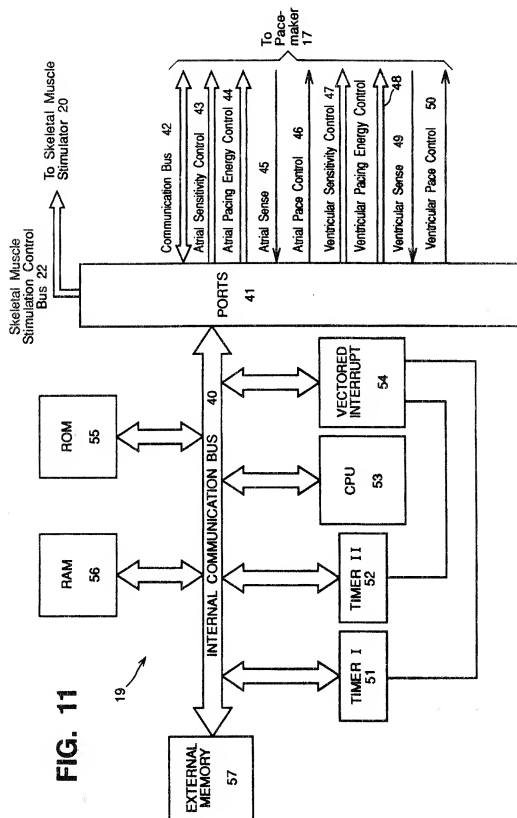 FIG. 11
19
Skeletal Muscle
Stimulation Control
Bus 22
To Skeletal Muscle
Stimulator 20
ROM
55
RAM
56
EXTERNAL
MEMORY
57
INTERNAL COMMUNICATION BUS 40
TIMER I
51
TIMER II
52
CPU
53
VECTORED
INTERRUPT
54
PORTS
41
Communication Bus 42
Atrial Sensitivity Control 43
Atrial Pacing Energy Control 44
Atrial Sense 45
Atrial Pace Control 46
Ventricular Sensitivity Control 47
Ventricular Pacing Energy Control
48
Ventricular Sense 49
Ventricular Pace Control 50
To
Pace-
maker
17